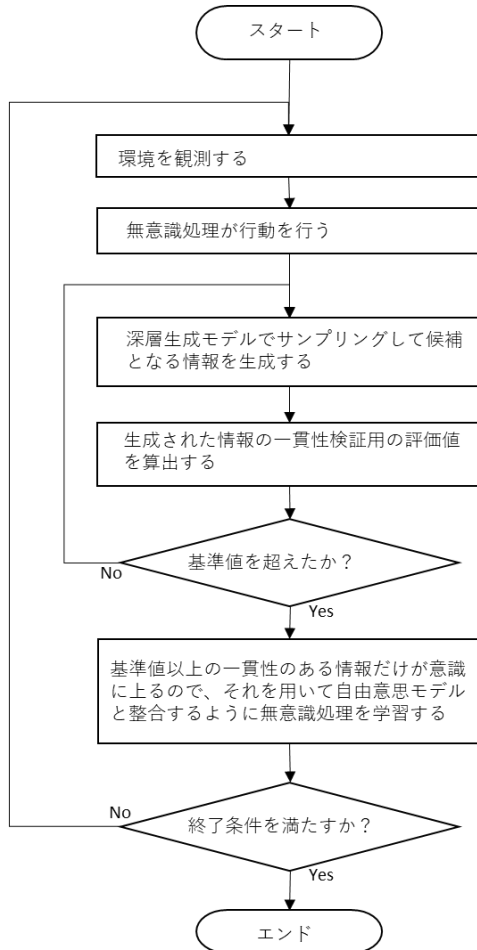 スタート
環境を観測する
無意識処理が行動を行う
深層生成モデルでサンプリングして候補
となる情報を生成する
生成された情報の一貫性検証用の評価値
を算出する
基準値を超えたか？
No
Yes
基準値以上の一貫性のある情報だけが意識
に上るので、それを用いて自由意思モデル
と整合するように無意識処理を学習する
No
終了条件を満たすか？
Yes
エンド